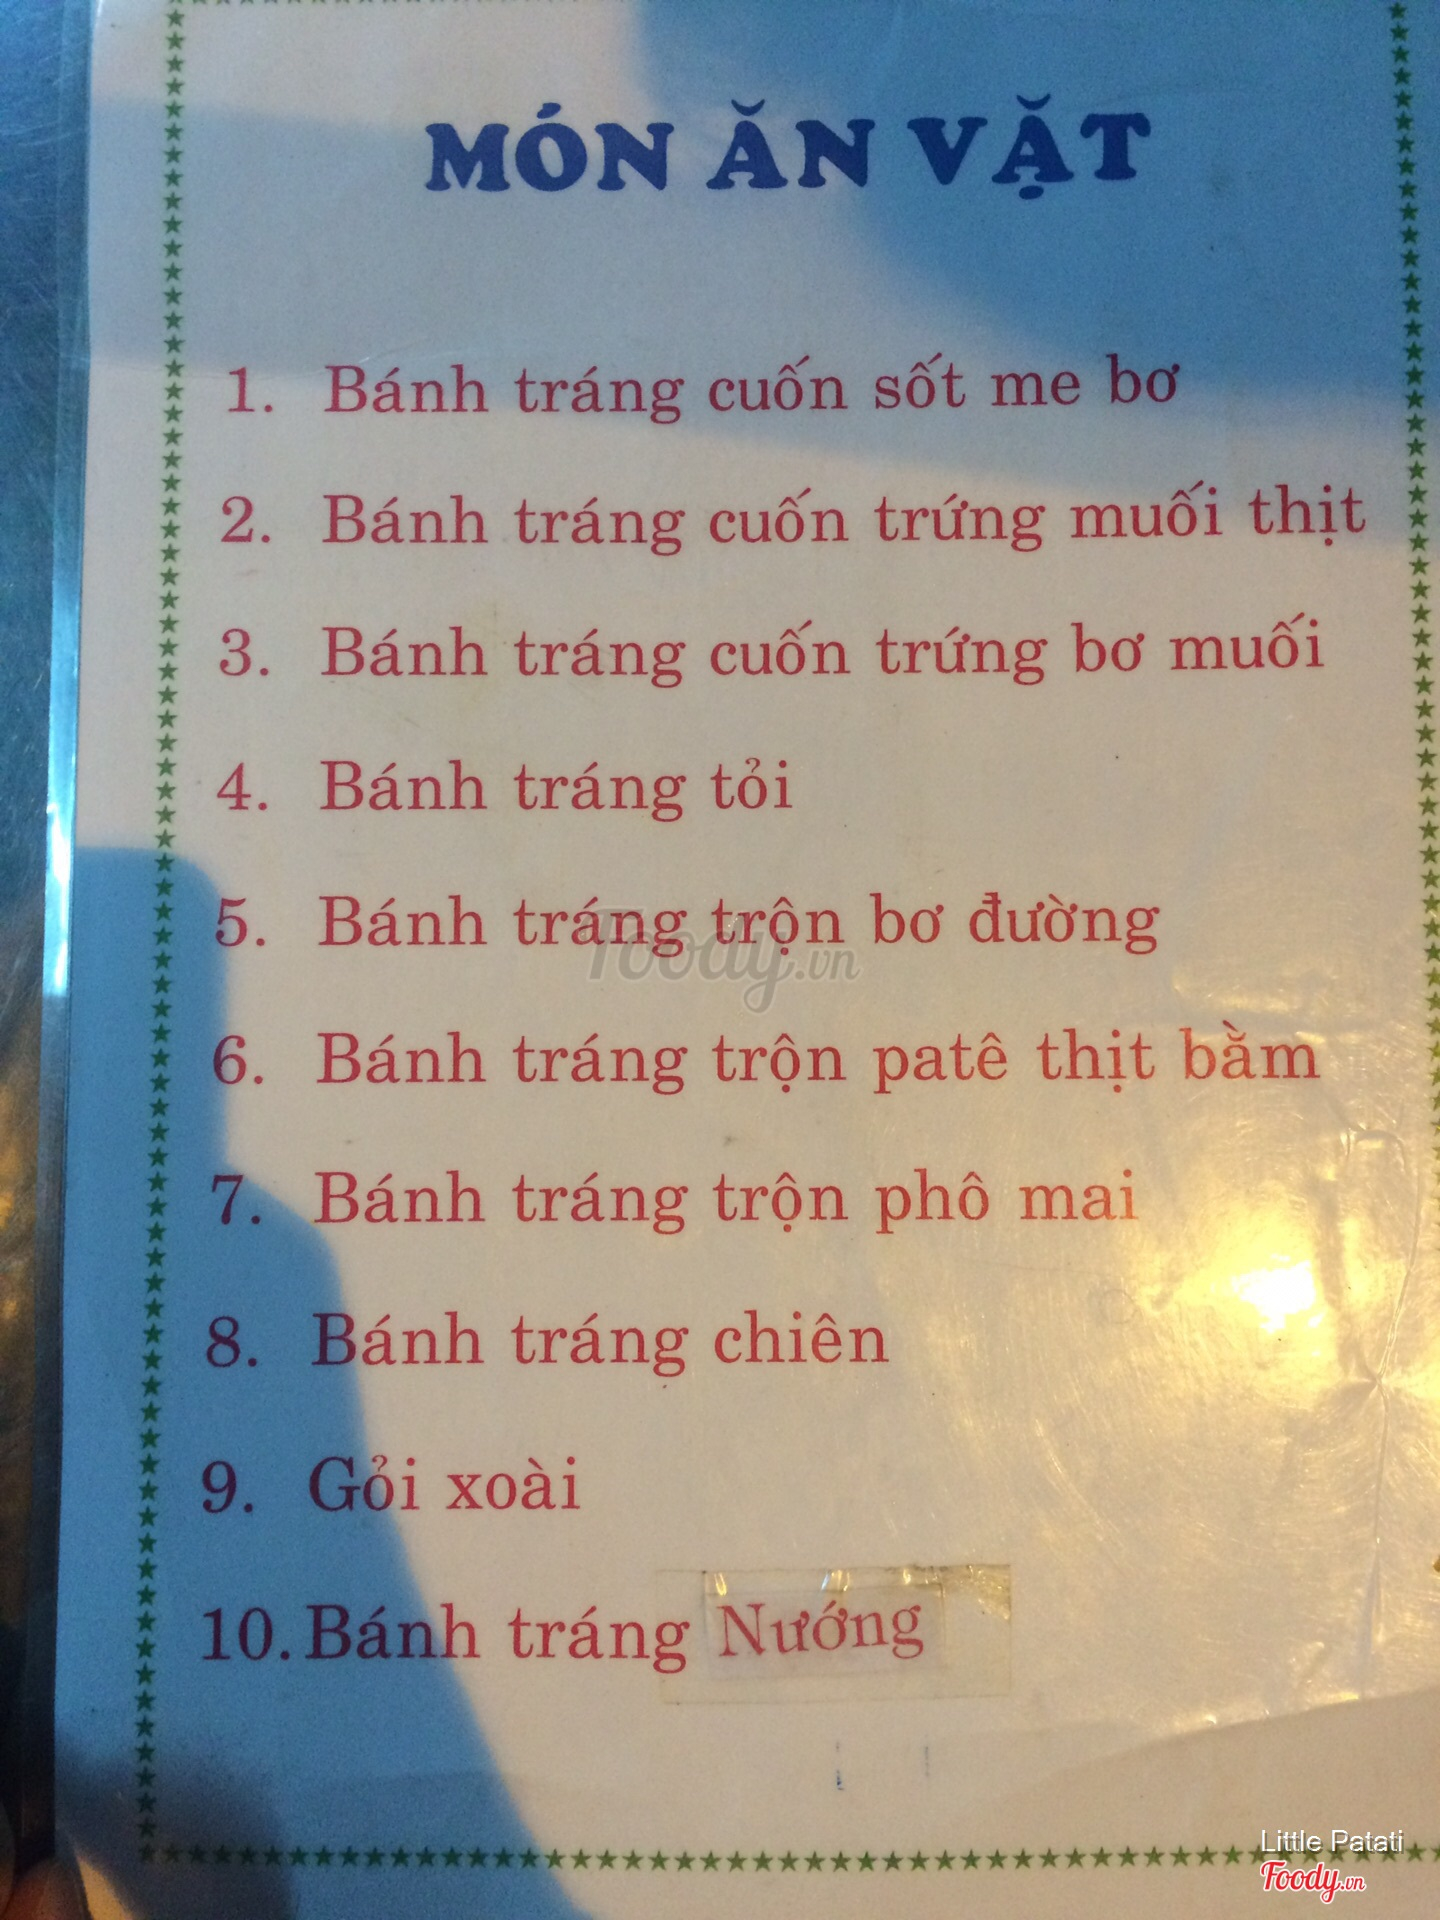 MÓN ĂN VẶT
1. Bánh tráng cuốn sốt me bơ
2. Bánh tráng cuốn trứng muối thịt
3. Bánh tráng cuốn trứng bơ muối
4. Bánh tráng tỏi
5. Bánh tráng trộn bơ đường
Foody.vn
6. Bánh tráng trộn patê thịt bằm
7. Bánh tráng trộn phô mai
8. Bánh tráng chiên
9. Gỏi xoài
10. Bánh tráng Nướng
Little Patati
Foody.vn